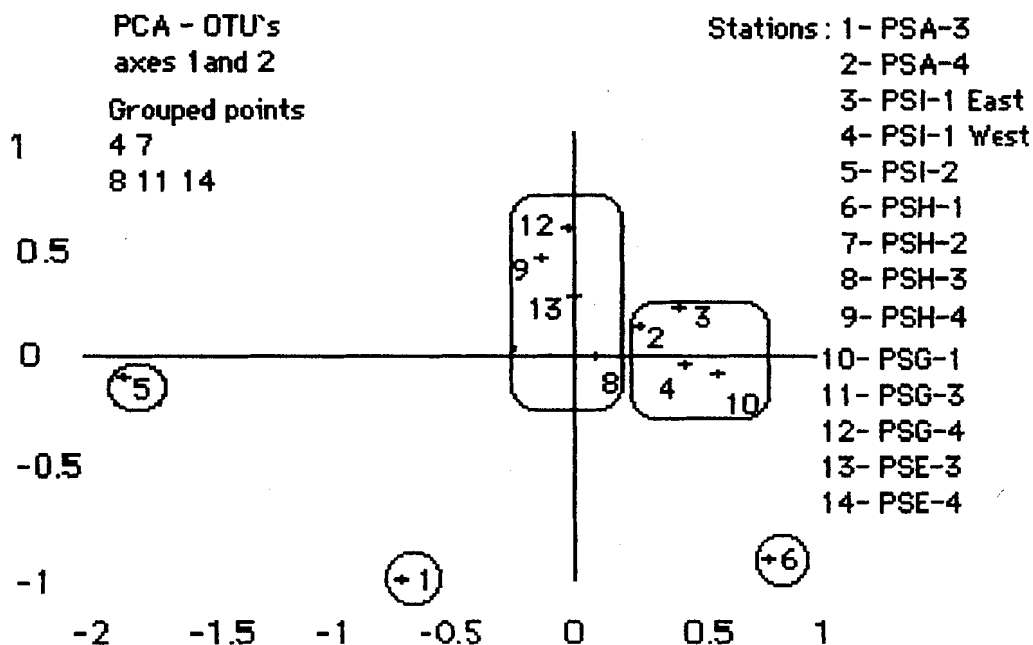 PCA - OTU's
axes 1and 2
Grouped points
4 7
8 11 14
Stations: 1- PSA-3
2- PSA-4
3- PSI-1 East
4- PSI-1 West
5- PSI-2
6- PSH-1
7- PSH-2
8- PSH-3
9- PSH-4
10- PSG-1
11- PSG-3
12- PSG-4
13- PSE-3
14- PSE-4
1
0.5
0
-0.5
-1
12
9
13
8
2
3
4
10
5
1
6
-2 -1.5 -1 -0.5 0 0.5 1